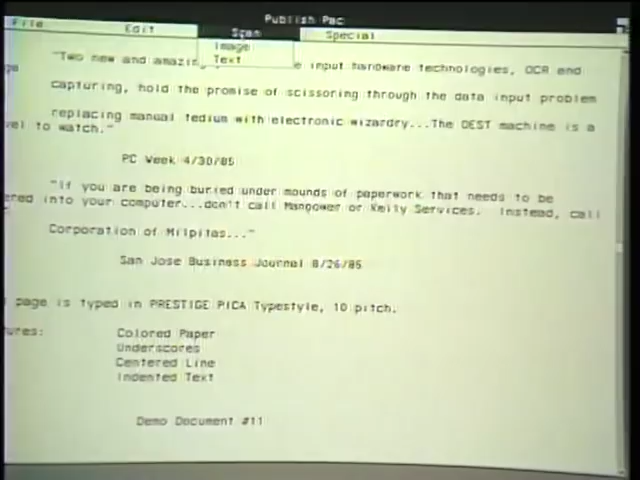 Publish Pac
File Edit Scan Special
Image
Text
"Two new and amazin e input hardware technologies, OCR and
ge
capturing, hold the promise of scissoring through the data input problem
replacing manual tedium with electronic wizardry...The DEST machine is a
vel to watch."
PC Week 4/30/85
"If you are being buried under mounds of paperwork that needs to be
ered into your computer...don't call Manpower or Kelly Services. Instead, call
Corporation of Milpitas..."
San Jose Business Journal 8/26/85
page is typed in PRESTIGE PICA Typestyle, 10 pitch.
ures: Colored Paper
Underscores
Centered Line
Indented Text
Demo Document #11